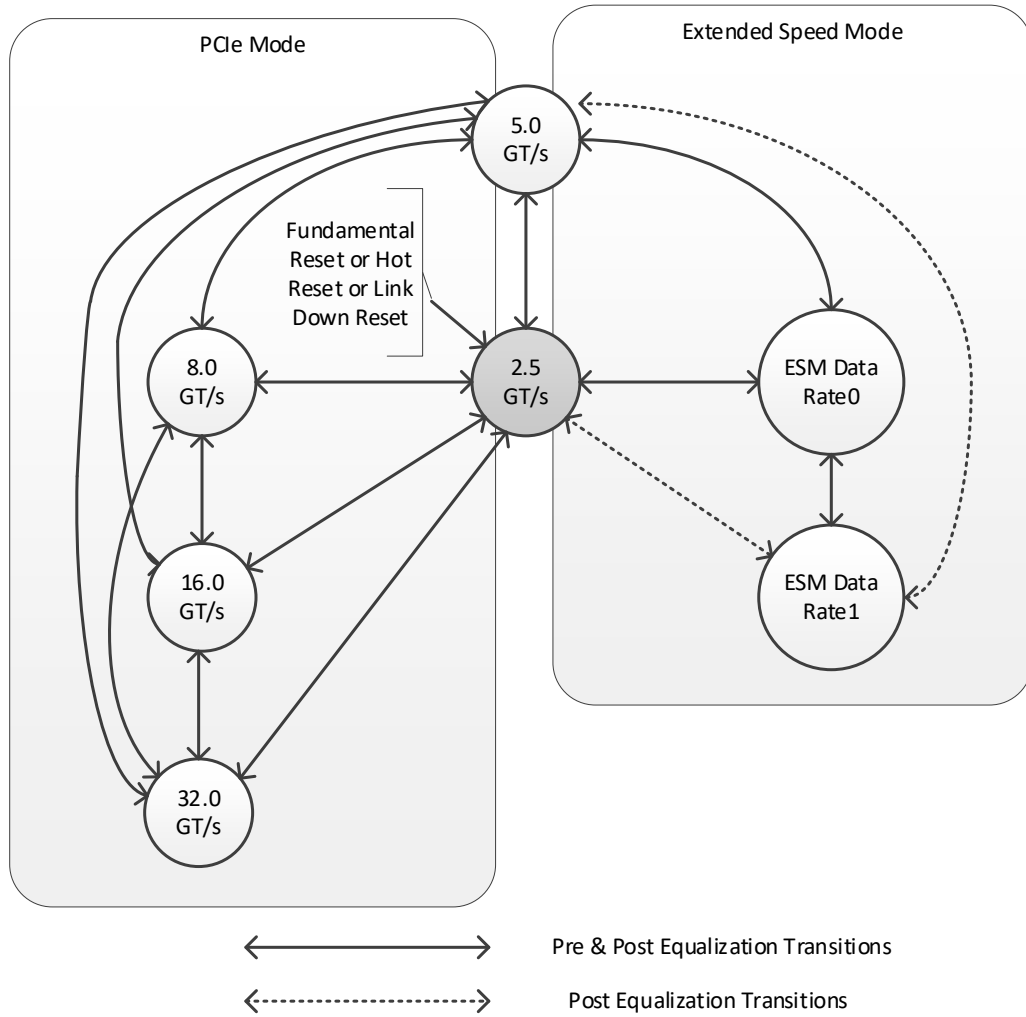 PCIe Mode
Extended Speed Mode
5.0
GT/s
Fundamental
Reset or Hot
Reset or Link
Down Reset
8.0
GT/s
2.5
GT/s
ESM Data
Rate0
16.0
GT/s
ESM Data
Rate1
32.0
GT/s
Pre & Post Equalization Transitions
Post Equalization Transitions